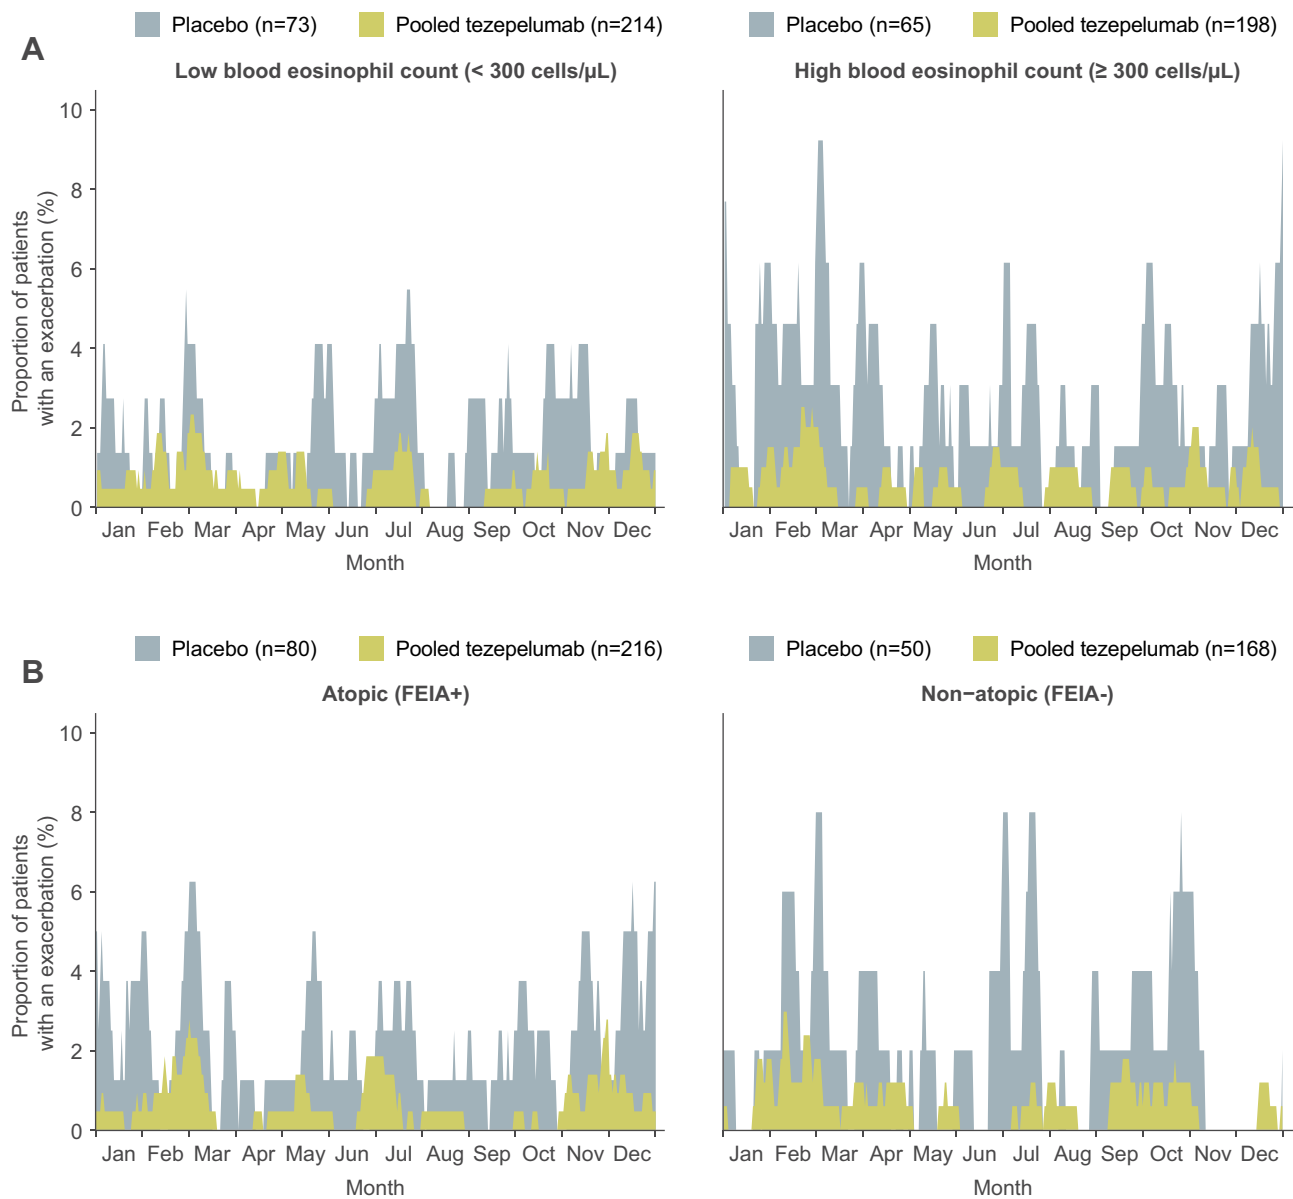 A
Placebo (n=73) Pooled tezepelumab (n=214)
Low blood eosinophil count (< 300 cells/µL)
Proportion of patients
with an exacerbation (%)
10
8
6
4
2
0
Jan Feb Mar Apr May Jun Jul Aug Sep Oct Nov Dec
Month
Placebo (n=65) Pooled tezepelumab (n=198)
High blood eosinophil count (≥ 300 cells/µL)
Jan Feb Mar Apr May Jun Jul Aug Sep Oct Nov Dec
Month
B
Placebo (n=80) Pooled tezepelumab (n=216)
Atopic (FEIA+)
Proportion of patients
with an exacerbation (%)
10
8
6
4
2
0
Jan Feb Mar Apr May Jun Jul Aug Sep Oct Nov Dec
Month
Placebo (n=50) Pooled tezepelumab (n=168)
Non−atopic (FEIA-)
Jan Feb Mar Apr May Jun Jul Aug Sep Oct Nov Dec
Month